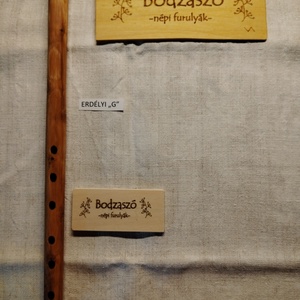 Bodzaszó
-népi furulyák-
ERDÉLYI „G”
Bodzaszó
-népi furulyák-